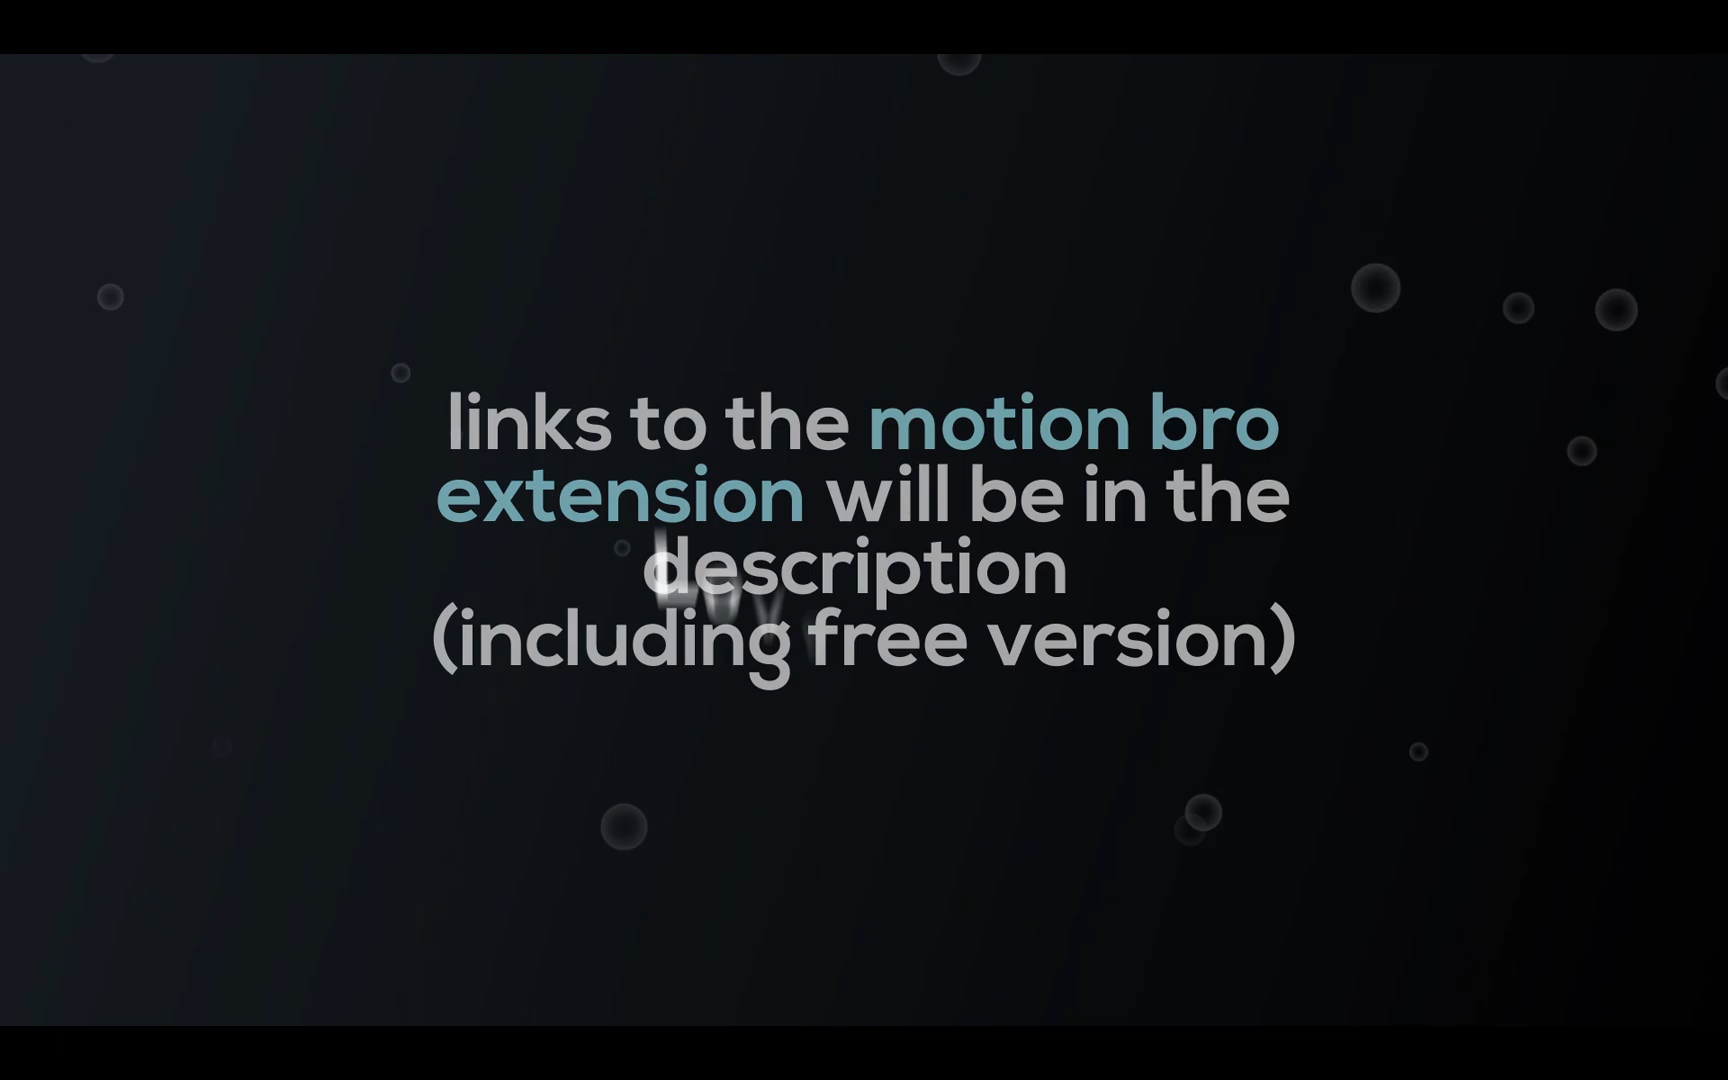 links to the motion bro
extension will be in the
description
(including free version)